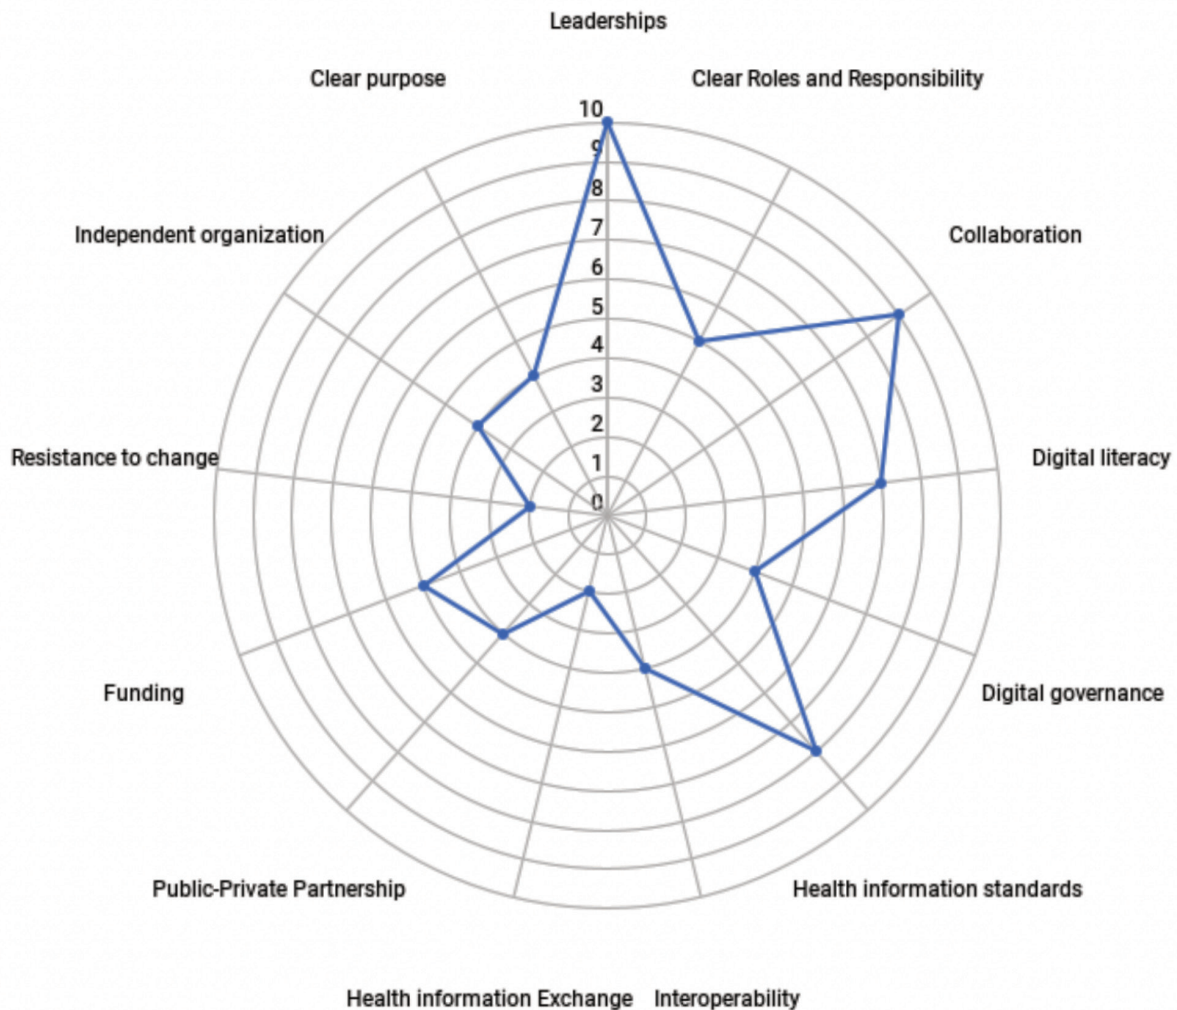 Leaderships
Clear purpose
Clear Roles and Responsibility
10
9
8
Independent organization
Collaboration
7
6
5
4
3
2
Resistance to change
Digital literacy
1
0
Funding
Digital governance
Public-Private Partnership
Health information standards
Health information Exchange
Interoperability